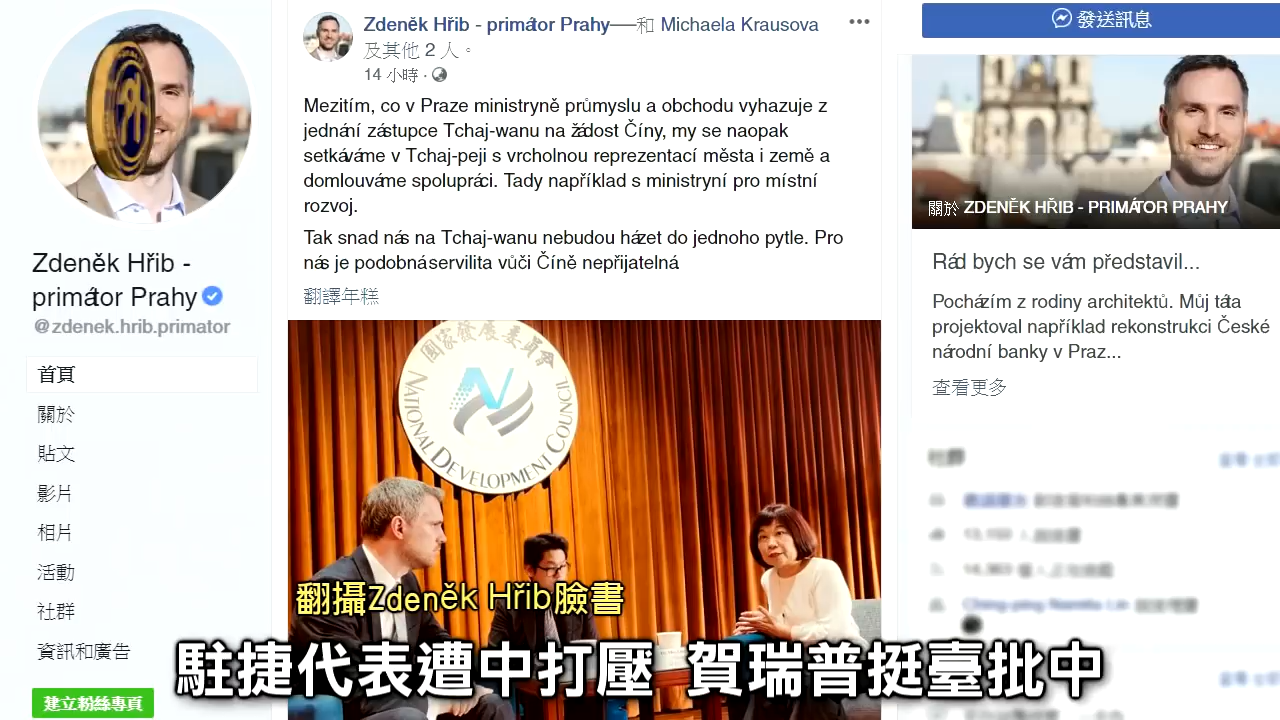 Zdeněk Hřib -
primátor Prahy
@zdenek.hrib.primator
首頁
關於
貼文
影片
相片
活動
社群
資訊和廣告
建立粉絲專頁
Zdeněk Hřib - primátor Prahy──和 Michaela Krausova
及其他 2 人。
14 小時 ·
Mezitím, co v Praze ministryně průmyslu a obchodu vyhazuje z
jednání zástupce Tchaj-wanu na žádost Číny, my se naopak
setkáváme v Tchaj-peji s vrcholnou reprezentací města i země a
domlouváme spolupráci. Tady například s ministryní pro místní
rozvoj.
Tak snad nás na Tchaj-wanu nebudou házet do jednoho pytle. Pro
nás je podobná servilita vůči Číně nepřijatelná
翻譯年糕
國家發展委員會
NATIONAL DEVELOPMENT COUNCIL
翻攝Zdeněk Hřib臉書
駐捷代表遭中打壓 賀瑞普挺臺批中
發送訊息
關於 ZDENĚK HŘIB - PRIMÁTOR PRAHY
Rád bych se vám představil...
Pocházím z rodiny architektů. Můj táta
projektoval například rekonstrukci České
národní banky v Praz...
查看更多